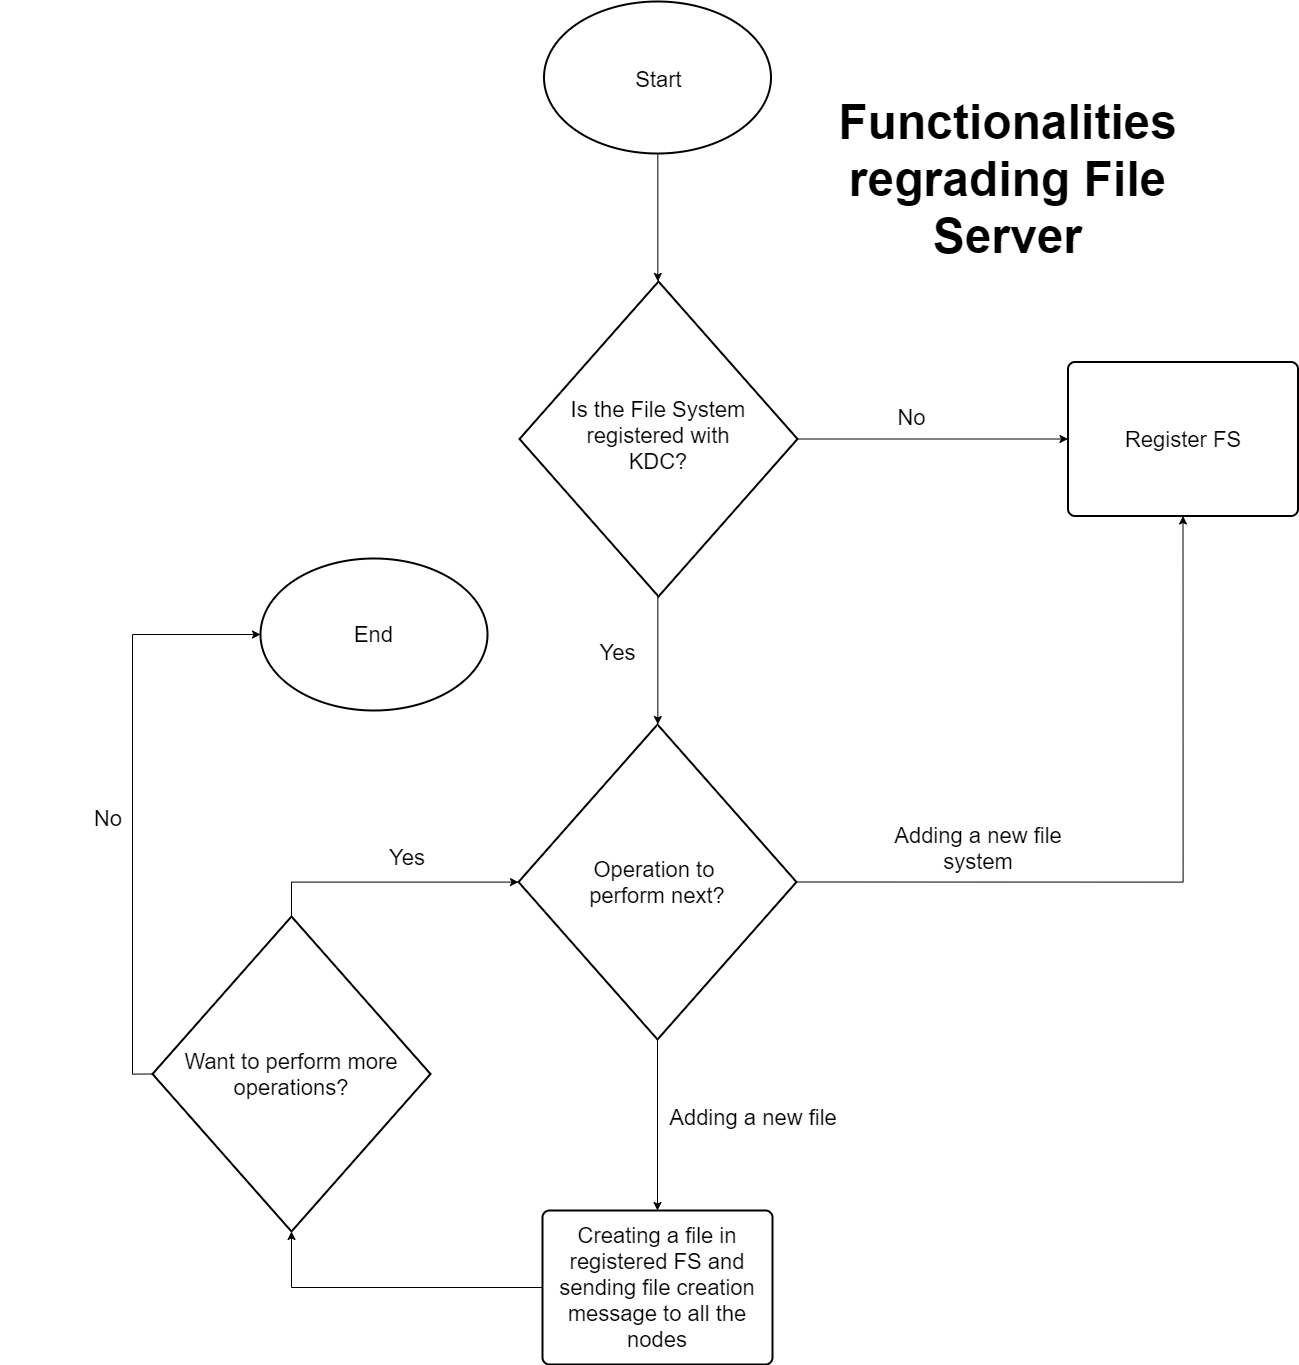 Start
Functionalities
regrading File
Server
Is the File System
registered with
KDC?
No
Register FS
Yes
End
No
Yes
Operation to
perform next?
Adding a new file
system
Want to perform more
operations?
Adding a new file
Creating a file in
registered FS and
sending file creation
message to all the
nodes